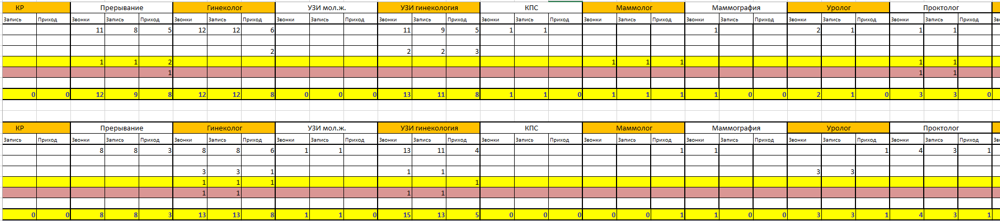 КР Прерывание Гинеколог УЗИ мол.ж. УЗИ гинекология КПС Маммолог Маммография Уролог Проктолог
Запись Приход Звонки Запись Приход Звонки Запись Приход Звонки Запись Приход Звонки Запись Приход Звонки Запись Приход Звонки Запись Приход Звонки Запись Приход Звонки Запись Приход Звонки Запись Приход
11 8 5 12 12 6 11 9 5 1 1 1 2 1 1 1
2 2 2 3
1 1 2 1 1 1 1 1
1 1 1
0 0 12 9 8 12 12 8 0 0 0 13 11 8 1 1 0 1 1 1 1 0 0 2 1 0 3 3 0
КР Прерывание Гинеколог УЗИ мол.ж. УЗИ гинекология КПС Маммолог Маммография Уролог Проктолог
Запись Приход Звонки Запись Приход Звонки Запись Приход Звонки Запись Приход Звонки Запись Приход Звонки Запись Приход Звонки Запись Приход Звонки Запись Приход Звонки Запись Приход Звонки Запись Приход
8 8 3 8 8 6 1 1 13 11 4 1 1 1 4 3 1
3 3 1 1 1 3 3
1 1 1 1
1 1 1 1
0 0 8 8 3 13 13 8 1 1 0 15 13 5 0 0 0 0 0 1 1 0 0 3 3 1 4 3 1